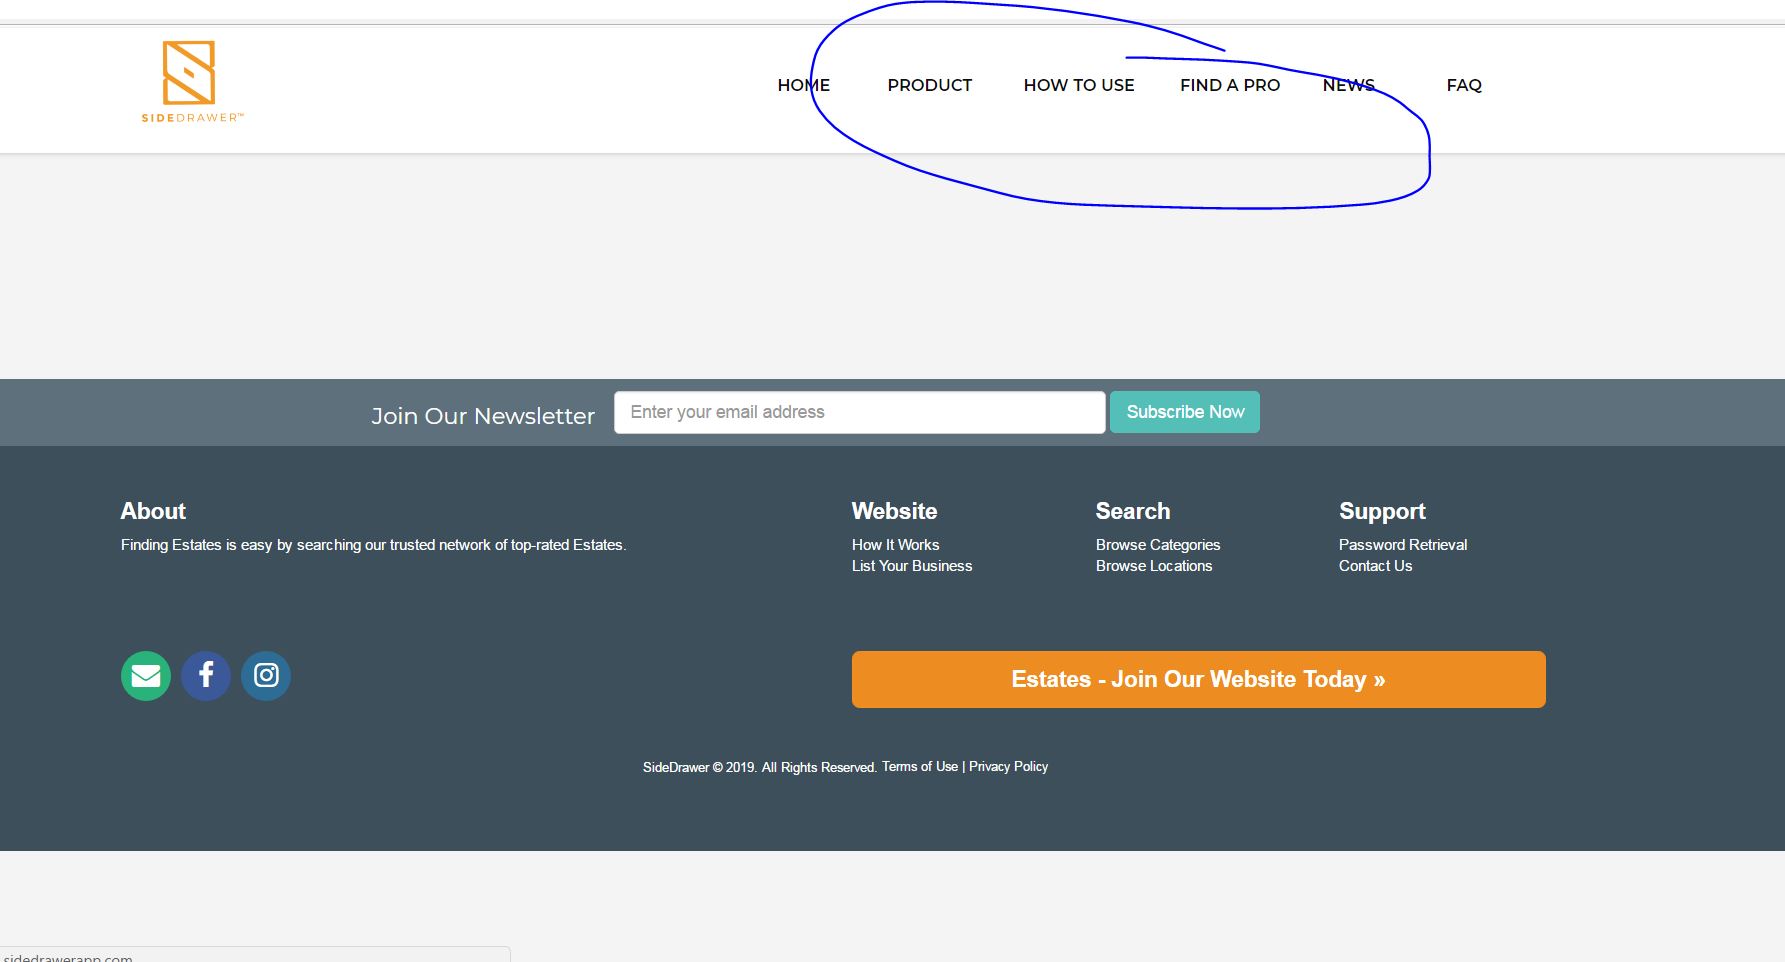 SIDEDRAWER™
HOME PRODUCT HOW TO USE FIND A PRO NEWS FAQ
Join Our Newsletter Enter your email address Subscribe Now
About
Finding Estates is easy by searching our trusted network of top-rated Estates.
Website
How It Works
List Your Business
Search
Browse Categories
Browse Locations
Support
Password Retrieval
Contact Us
Estates - Join Our Website Today »
SideDrawer © 2019. All Rights Reserved. Terms of Use | Privacy Policy
sidedrawerapp.com